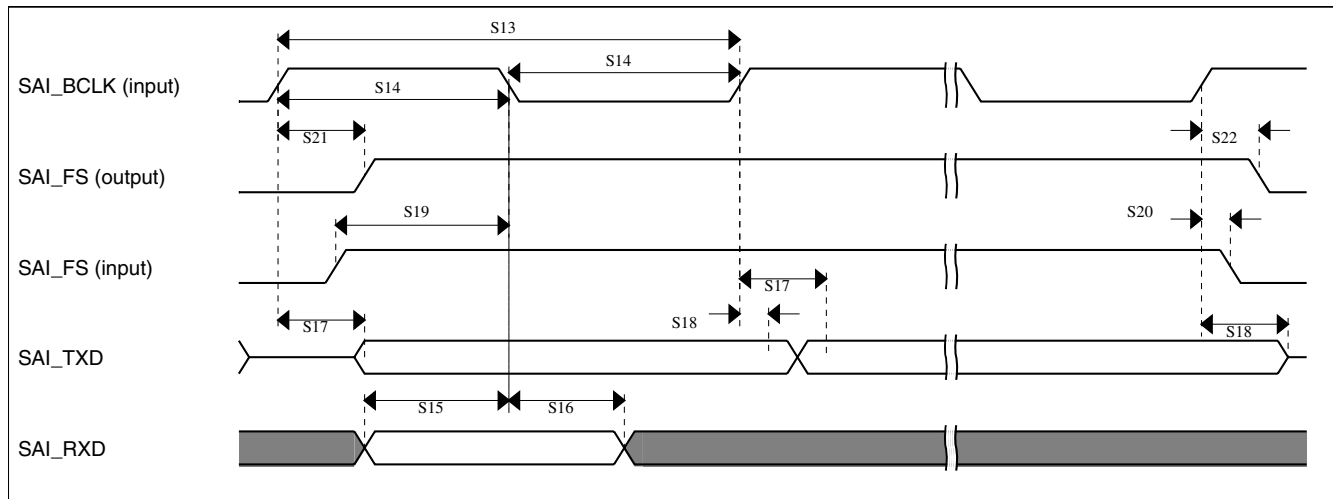 S13
SAI_BCLK (input)
S14
S14
S21
S22
SAI_FS (output)
S19
S20
SAI_FS (input)
S17
S18
S17
S18
SAI_TXD
S15
S16
SAI_RXD